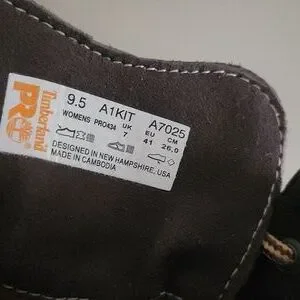 Timberland
PRO
9.5 A1KIT A7025
WOMENS PRO434 UK EU CM
7 41 26,0
DESIGNED IN NEW HAMPSHIRE, USA
MADE IN CAMBODIA